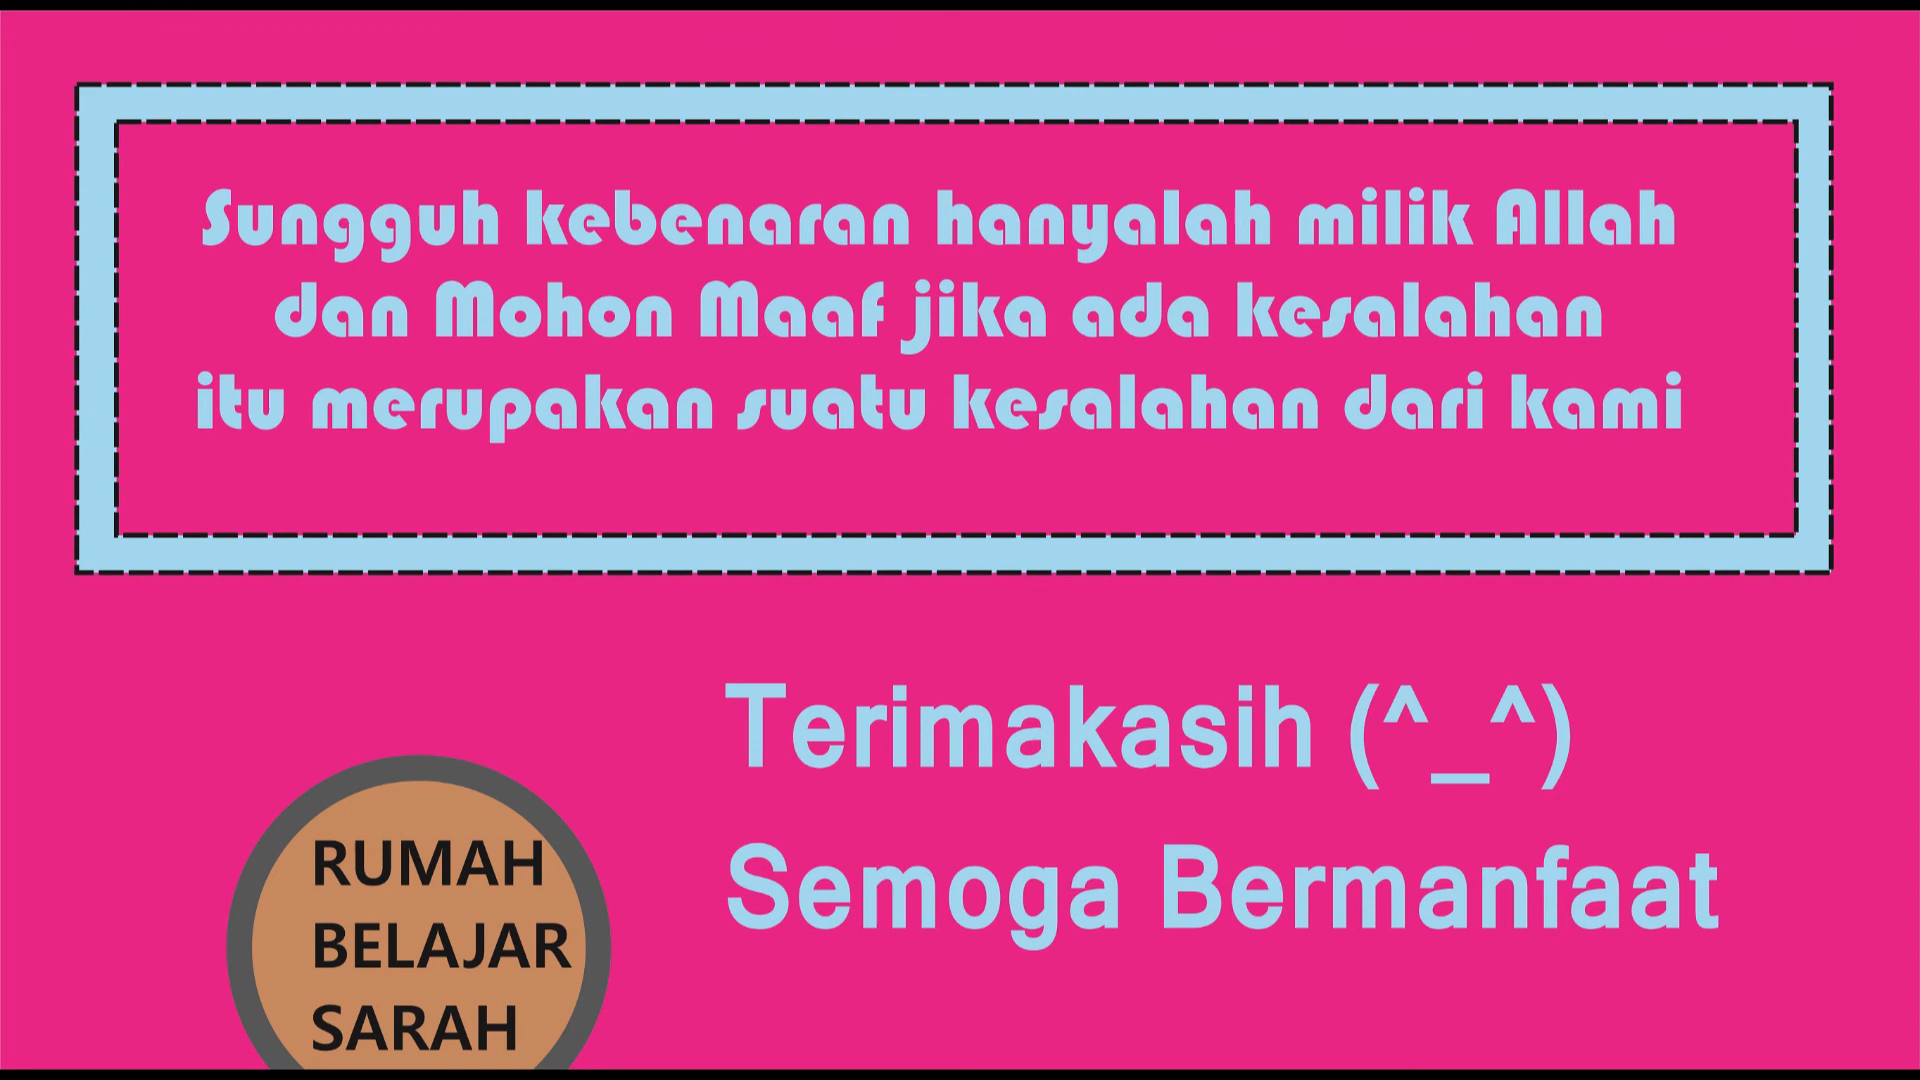 Sungguh kebenaran hanyalah milik Allah
dan Mohon Maaf jika ada kesalahan
itu merupakan suatu kesalahan dari kami
Terimakasih (^_^)
Semoga Bermanfaat
RUMAH
BELAJAR
SARAH